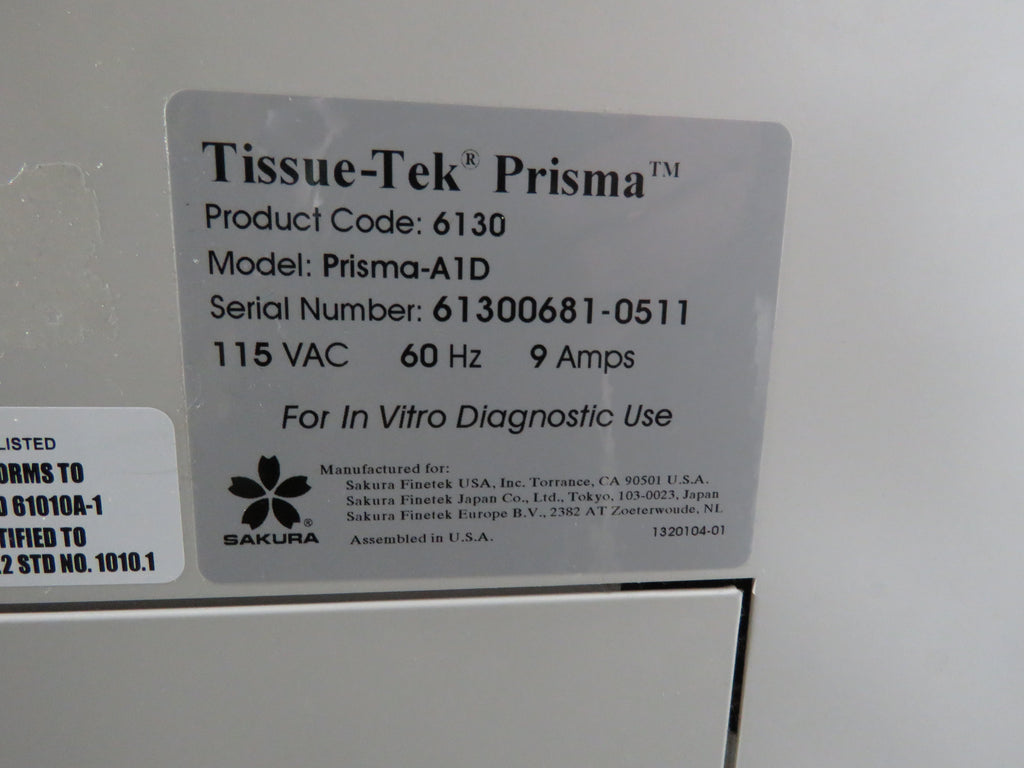 Tissue-Tek® Prisma™
Product Code: 6130
Model: Prisma-A1D
Serial Number: 61300681-0511
115 VAC 60 Hz 9 Amps
For In Vitro Diagnostic Use
Manufactured for:
Sakura Finetek USA, Inc. Torrance, CA 90501 U.S.A.
Sakura Finetek Japan Co., Ltd., Tokyo, 103-0023, Japan
Sakura Finetek Europe B.V., 2382 AT Zoeterwoude, NL
SAKURA®
Assembled in U.S.A.
1320104-01
LISTED
ORMS TO
61010A-1
TIFIED TO
.2 STD NO. 1010.1